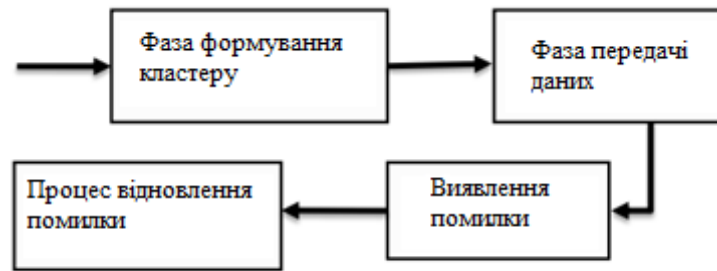 Фаза формування
кластеру
Фаза передачі
даних
Виявлення
помилки
Процес відновлення
помилки